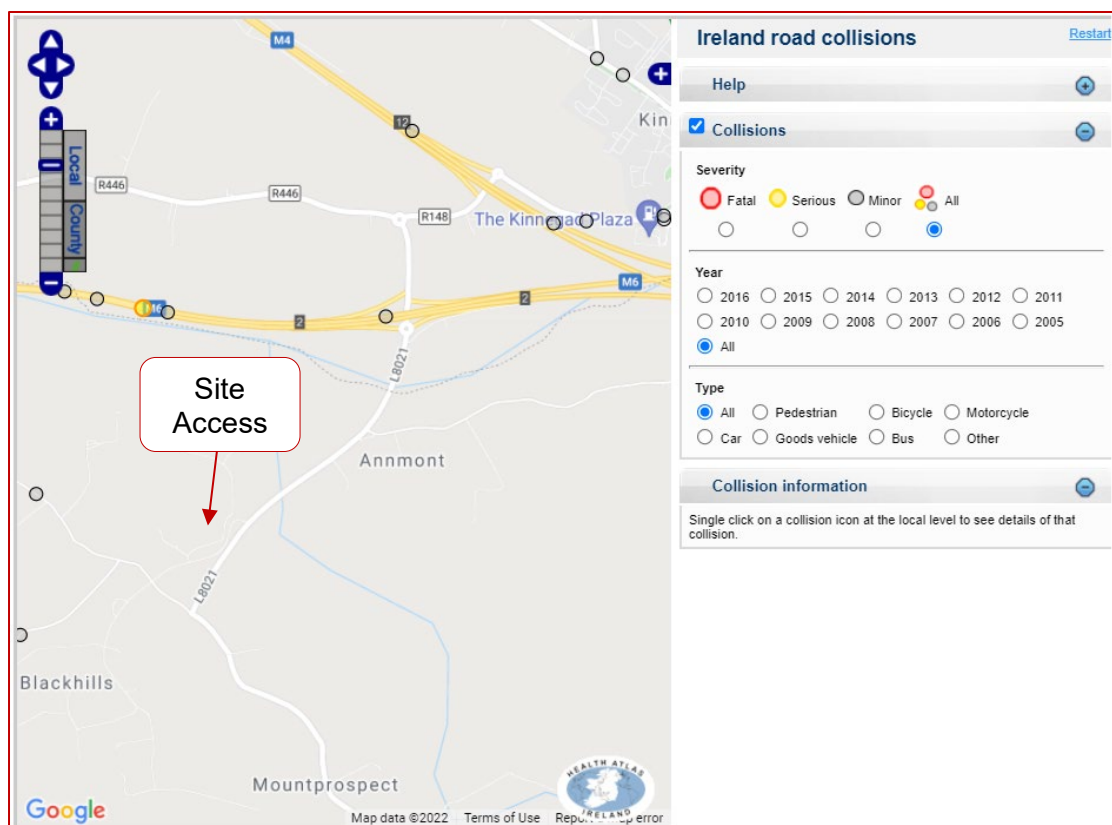 M4
12
Kin
R446
R446
R148
The Kinnegad Plaza
Local
County
M6
M6
2
2
L8021
Site
Access
Annmont
L8021
Blackhills
Mountprospect
HEALTH ATLAS
IRELAND
Google
Map data ©2022 Terms of Use Report a map error
Ireland road collisions
Restart
Help
Collisions
Severity
Fatal Serious Minor All
Year
2016 2015 2014 2013 2012 2011
2010 2009 2008 2007 2006 2005
All
Type
All Pedestrian Bicycle Motorcycle
Car Goods vehicle Bus Other
Collision information
Single click on a collision icon at the local level to see details of that
collision.